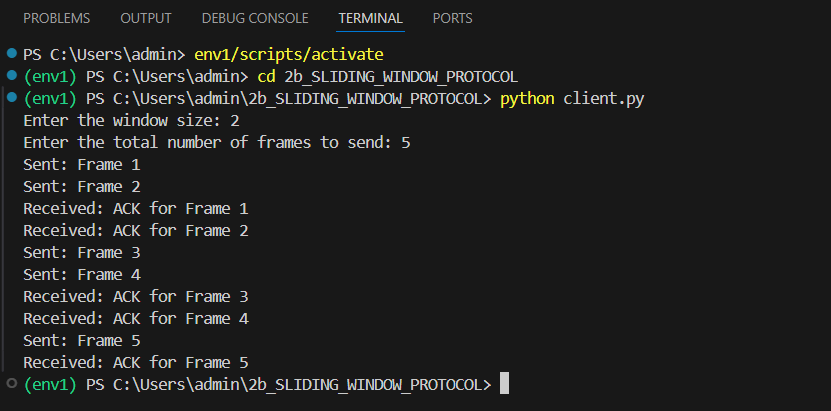 PROBLEMS OUTPUT DEBUG CONSOLE TERMINAL PORTS
PS C:\Users\admin> env1/scripts/activate
(env1) PS C:\Users\admin> cd 2b_SLIDING_WINDOW_PROTOCOL
(env1) PS C:\Users\admin\2b_SLIDING_WINDOW_PROTOCOL> python client.py
Enter the window size: 2
Enter the total number of frames to send: 5
Sent: Frame 1
Sent: Frame 2
Received: ACK for Frame 1
Received: ACK for Frame 2
Sent: Frame 3
Sent: Frame 4
Received: ACK for Frame 3
Received: ACK for Frame 4
Sent: Frame 5
Received: ACK for Frame 5
(env1) PS C:\Users\admin\2b_SLIDING_WINDOW_PROTOCOL>